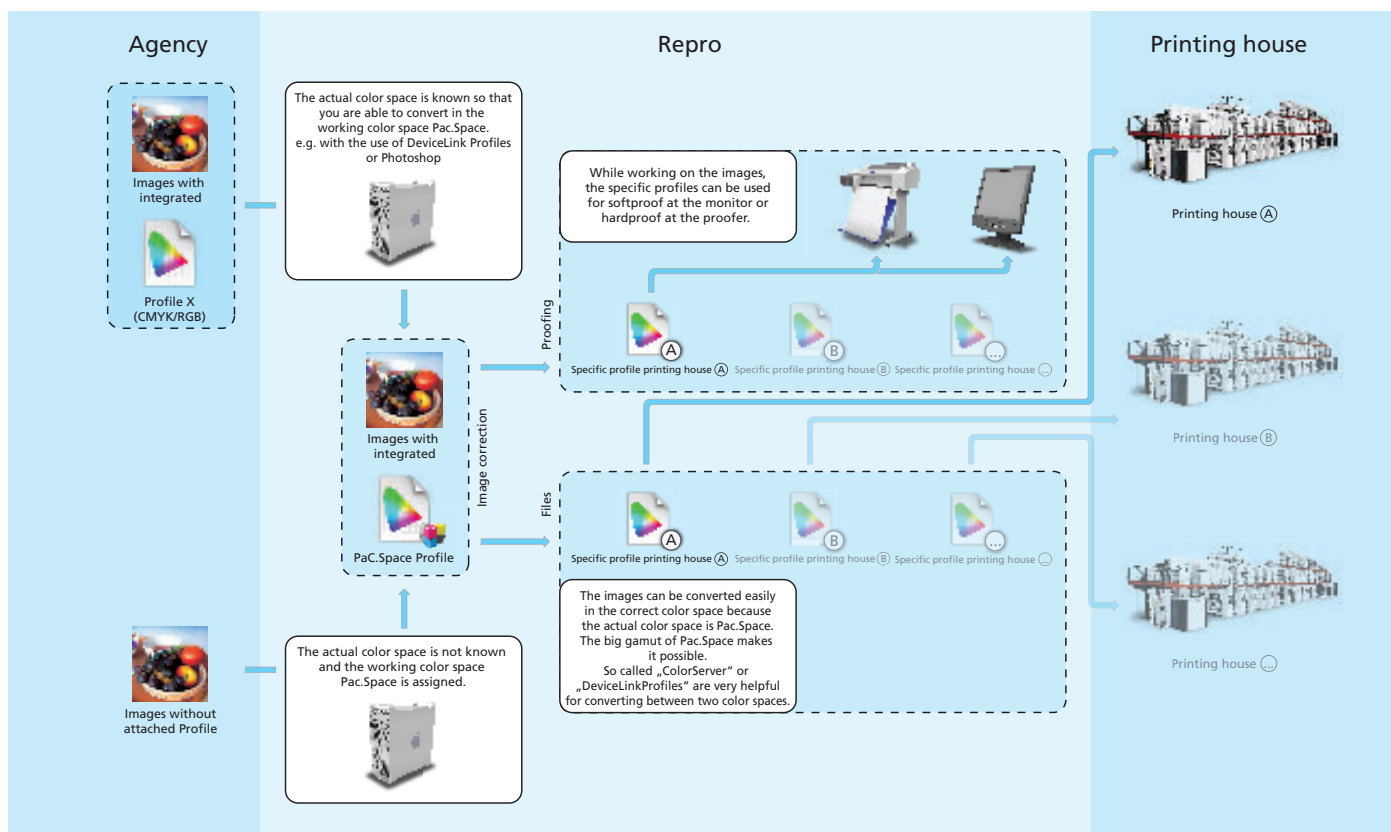 Agency
Repro
Printing house
Images with
integrated
Profile X
(CMYK/RGB)
The actual color space is known so that
you are able to convert in the
working color space Pac.Space.
e.g. with the use of DeviceLink Profiles
or Photoshop
While working on the images,
the specific profiles can be used
for softproof at the monitor or
hardproof at the proofer.
Proofing
A
B
...
Specific profile printing house A
Specific profile printing house B
Specific profile printing house ...
Images with
integrated
PaC.Space Profile
Image correction
Files
A
B
...
Specific profile printing house A
Specific profile printing house B
Specific profile printing house ...
The images can be converted easily
in the correct color space because
the actual color space is Pac.Space.
The big gamut of Pac.Space makes
it possible.
So called „ColorServer“ or
„DeviceLinkProfiles“ are very helpful
for converting between two color spaces.
Images without
attached Profile
The actual color space is not known
and the working color space
Pac.Space is assigned.
Printing house A
Printing house B
Printing house ...